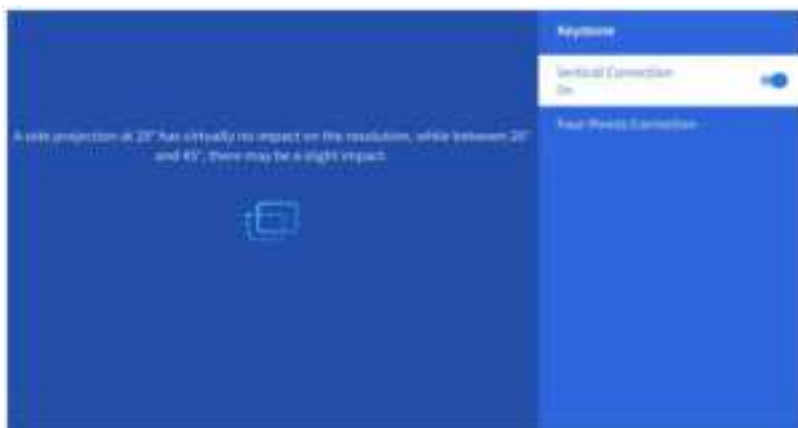 Keystone
Vertical Correction
On
A side projection at 20° has virtually no impact on the resolution, while between 20°
and 45°, there may be a slight impact.
Four Points Correction